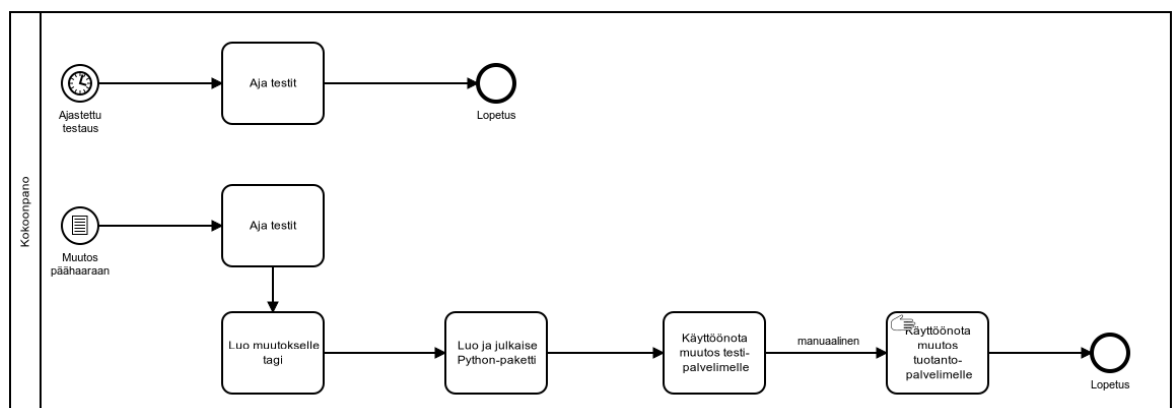 Kokoonpano
Aja testit
Ajastettu
testaus
Lopetus
Aja testit
Muutos
päähaaraan
Luo muutokselle
tagi
Luo ja julkaise
Python-paketti
Käyttöönota
muutos testi-
palvelimelle
manuaalinen
Käyttöönota
muutos
tuotanto-
palvelimelle
Lopetus